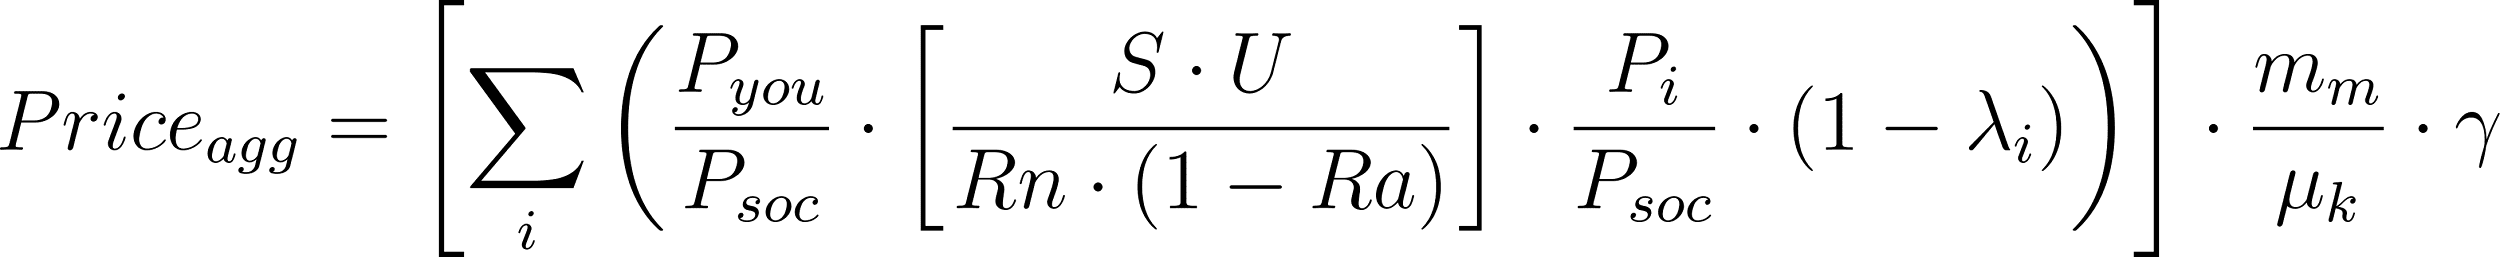 Price_{agg} = \left[ \sum_i \left( \frac{P_{you}}{P_{soc}} \cdot \left[ \frac{S \cdot U}{Rn \cdot (1 - Ra)} \right] \cdot \frac{P_i}{P_{soc}} \cdot (1 - \lambda_i) \right) \right] \cdot \frac{m_m}{\mu_k} \cdot \gamma